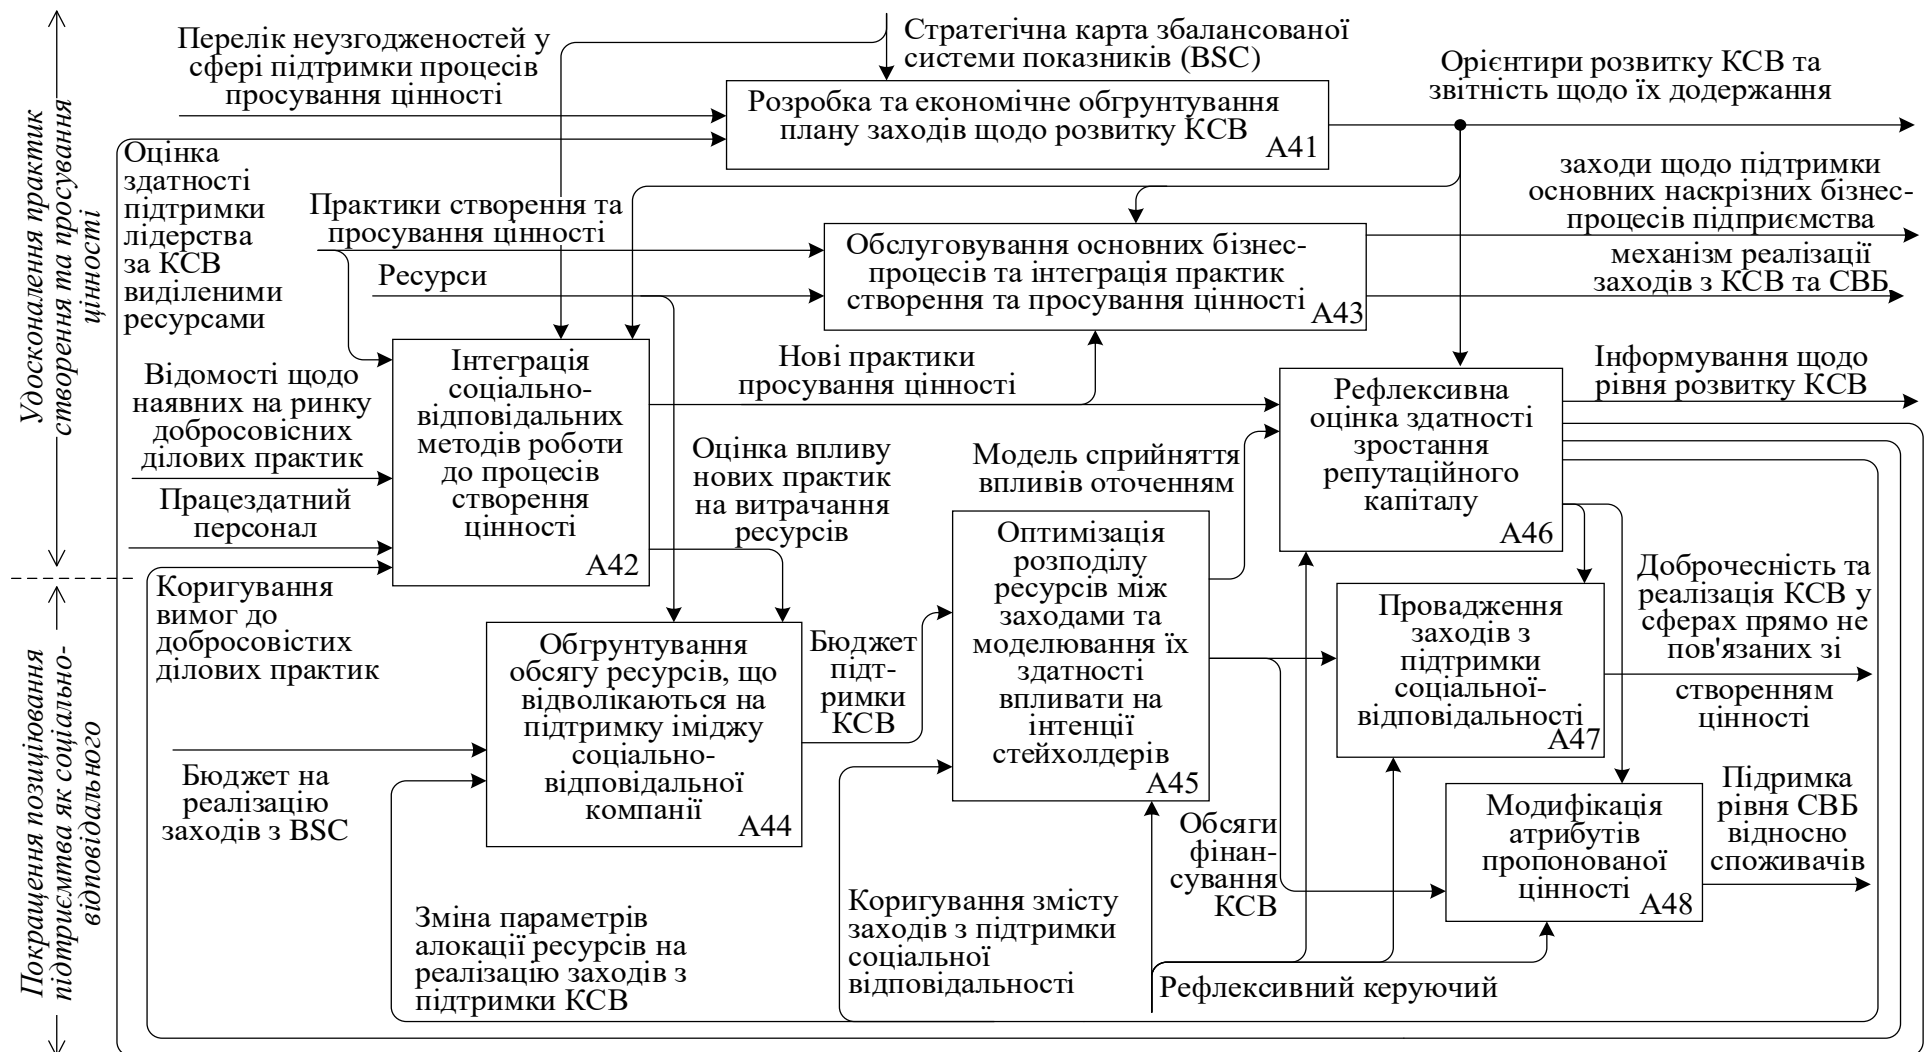 Удосконалення практик
створення та просування
цінності
Покращення позиціювання
підприємтва як соціально-
відповідального
Перелік неузгодженостей у
сфері підтримки процесів
просування цінності
Стратегічна карта збалансованої
системи показників (BSC)
Розробка та економічне обгрунтування
плану заходів щодо розвитку КСВ
А41
Орієнтири розвитку КСВ та
звітність щодо їх додержання
Оцінка
здатності
підтримки
лідерства
за КСВ
виділеними
ресурсами
Практики створення та
просування цінності
Ресурси
Обслуговування основних бізнес-
процесів та інтеграція практик
створення та просування цінності
А43
заходи щодо підтримки
основних наскрізних бізнес-
процесів підприємства
механізм реалізації
заходів з КСВ та СВБ
Відомості щодо
наявних на ринку
добросовісних
ділових практик
Працездатний
персонал
Інтеграція
соціально-
відповідальних
методів роботи
до процесів
створення
цінності
А42
Нові практики
просування цінності
Оцінка впливу
нових практик
на витрачання
ресурсів
Модель сприйняття
впливів оточенням
Рефлексивна
оцінка здатності
зростання
репутаційного
капіталу
А46
Інформування щодо
рівня розвитку КСВ
Коригування
вимог до
добросовістих
ділових практик
Обгрунтування
обсягу ресурсів, що
відволікаються на
підтримку іміджу
соціально-
відповідальної
компанії
А44
Бюджет
підт-
римки
КСВ
Оптимізація
розподілу
ресурсів між
заходами та
моделювання їх
здатності
впливати на
інтенції
стейхолдерів
А45
Провадження
заходів з
підтримки
соціальної-
відповідальності
А47
Доброчесність та
реалізація КСВ у
сферах прямо не
пов'язаних зі
створенням
цінності
Бюджет на
реалізацію
заходів з BSC
Обсяги
фінан-
сування
КСВ
Модифікація
атрибутів
пропонованої
цінності
А48
Підримка
рівня СВБ
відносно
споживачів
Зміна параметрів
алокації ресурсів на
реалізацію заходів з
підтримки КСВ
Коригування змісту
заходів з підтримки
соціальної
відповідальності
Рефлексивний керуючий